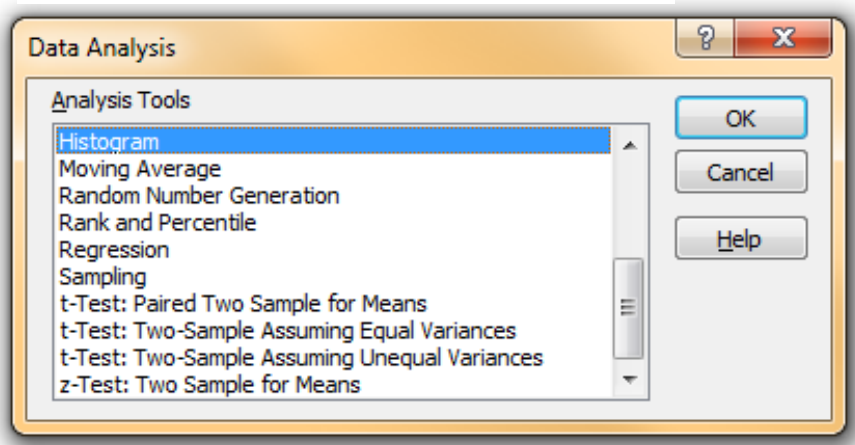 Data Analysis
?
X
Analysis Tools
Histogram
Moving Average
Random Number Generation
Rank and Percentile
Regression
Sampling
t-Test: Paired Two Sample for Means
t-Test: Two-Sample Assuming Equal Variances
t-Test: Two-Sample Assuming Unequal Variances
z-Test: Two Sample for Means
OK
Cancel
Help